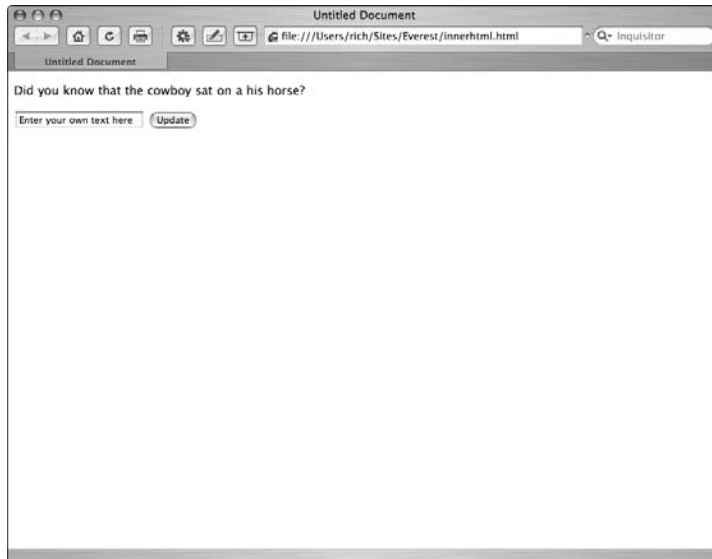 Untitled Document
file:///Users/rich/Sites/Everest/innerhtml.html
Inquisitor
Untitled Document
Did you know that the cowboy sat on a his horse?
Enter your own text here
Update